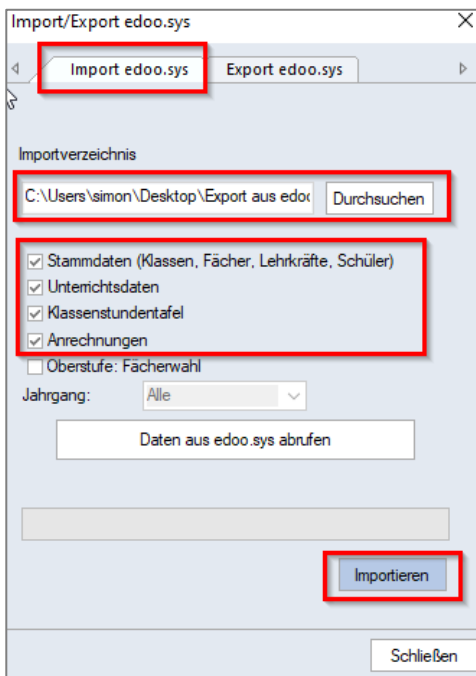 Import/Export edoo.sys
Import edoo.sys Export edoo.sys
Importverzeichnis
C:\Users\simon\Desktop\Export aus edoo Durchsuchen
Stammdaten (Klassen, Fächer, Lehrkräfte, Schüler)
Unterrichtsdaten
Klassenstundentafel
Anrechnungen
Oberstufe: Fächerwahl
Jahrgang: Alle
Daten aus edoo.sys abrufen
Importieren
Schließen